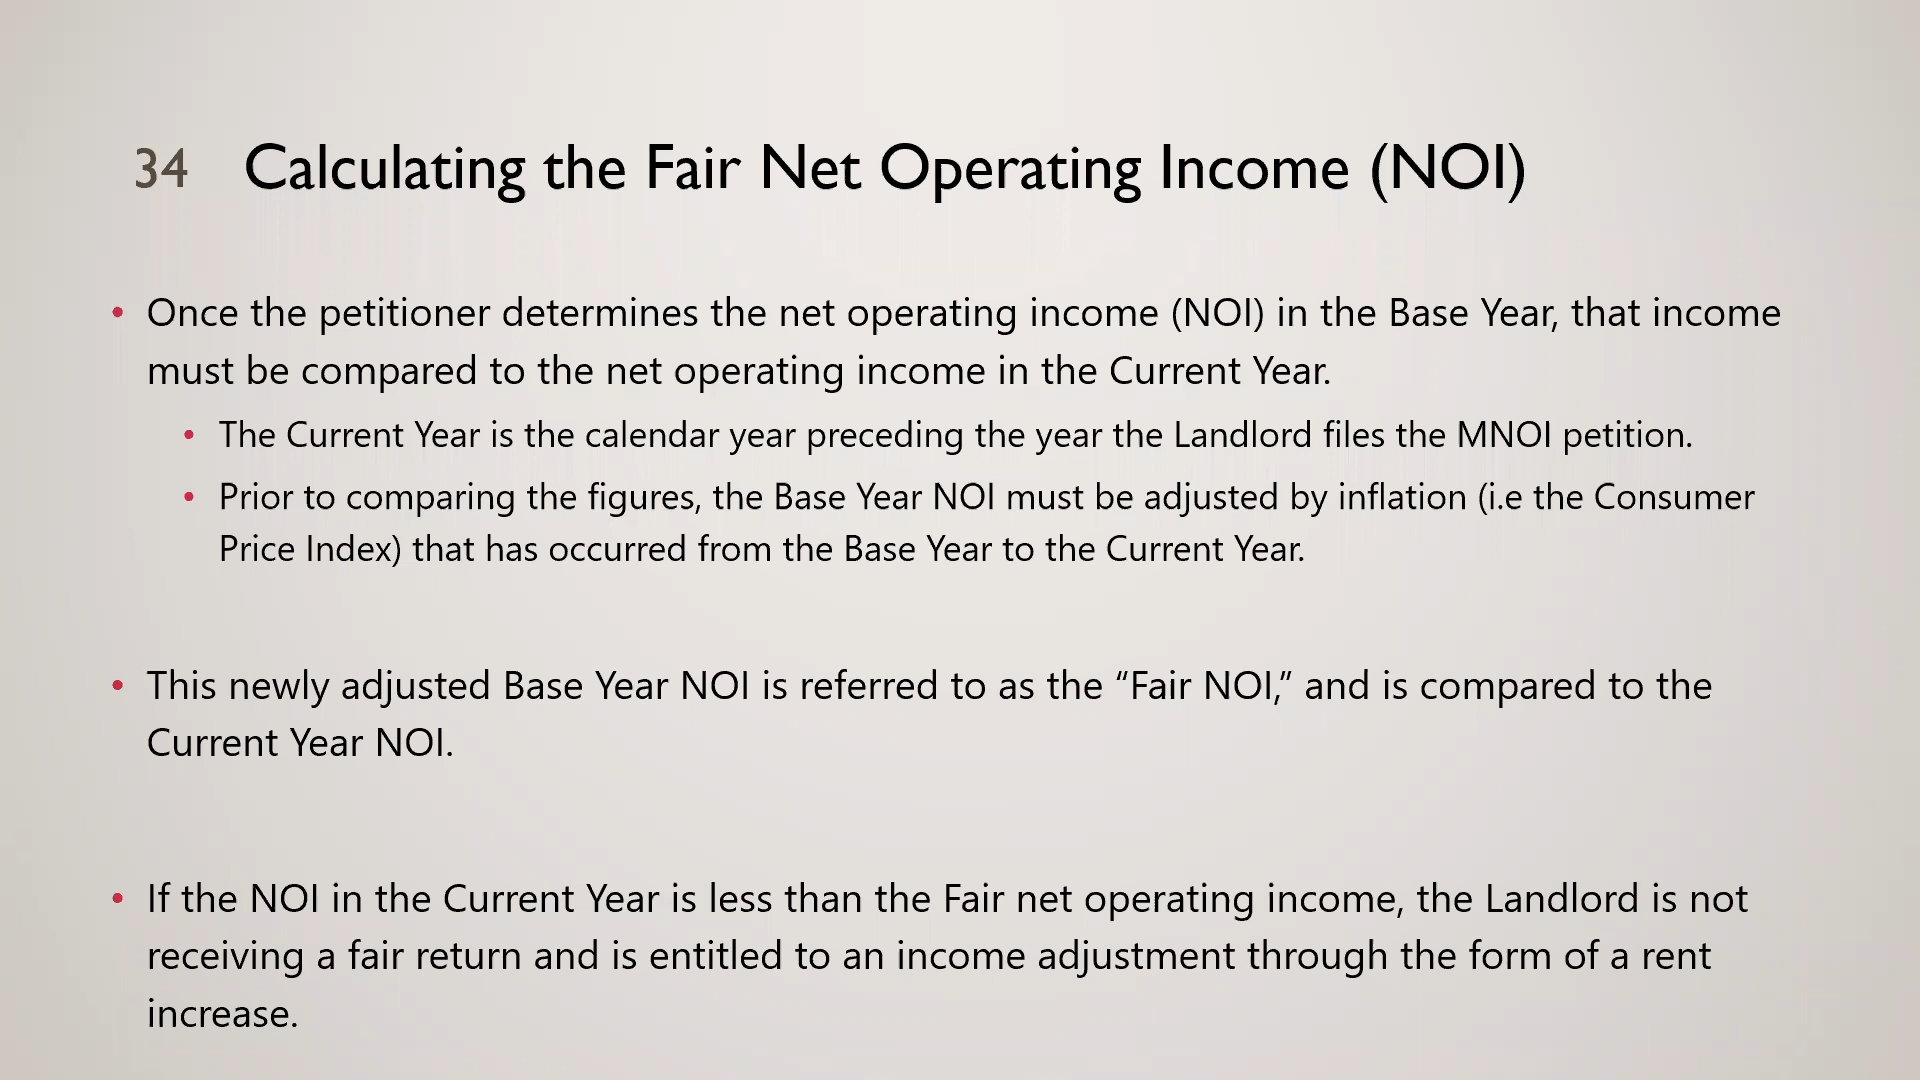 34 Calculating the Fair Net Operating Income (NOI)
• Once the petitioner determines the net operating income (NOI) in the Base Year, that income
must be compared to the net operating income in the Current Year.
• The Current Year is the calendar year preceding the year the Landlord files the MNOI petition.
• Prior to comparing the figures, the Base Year NOI must be adjusted by inflation (i.e the Consumer
Price Index) that has occurred from the Base Year to the Current Year.
• This newly adjusted Base Year NOI is referred to as the “Fair NOI,” and is compared to the
Current Year NOI.
• If the NOI in the Current Year is less than the Fair net operating income, the Landlord is not
receiving a fair return and is entitled to an income adjustment through the form of a rent
increase.